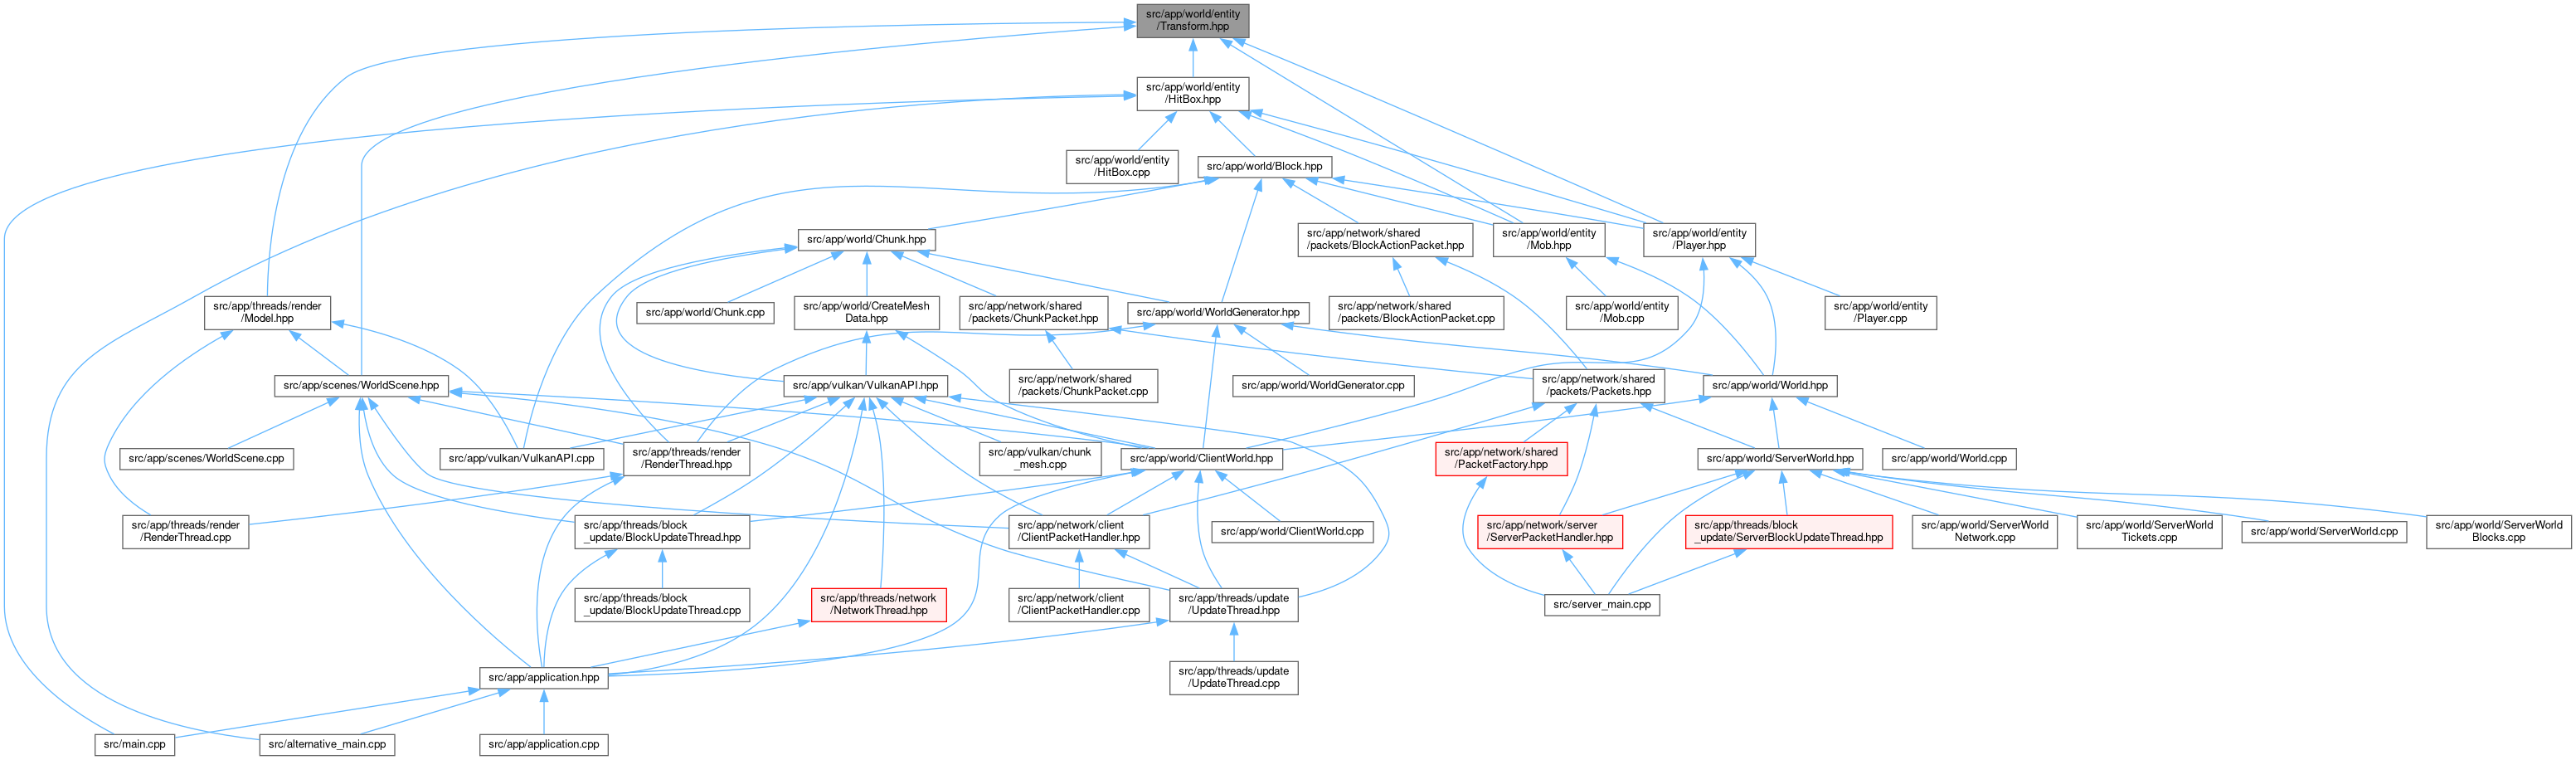 src/app/world/entity
/Transform.hpp
src/app/world/entity
/HitBox.hpp
src/app/world/entity
/HitBox.cpp
src/app/world/Block.hpp
src/app/world/Chunk.hpp
src/app/network/shared
/packets/BlockActionPacket.hpp
src/app/world/entity
/Mob.hpp
src/app/world/entity
/Player.hpp
src/app/threads/render
/Model.hpp
src/app/world/Chunk.cpp
src/app/world/CreateMesh
Data.hpp
src/app/network/shared
/packets/ChunkPacket.hpp
src/app/world/WorldGenerator.hpp
src/app/network/shared
/packets/BlockActionPacket.cpp
src/app/world/entity
/Mob.cpp
src/app/world/entity
/Player.cpp
src/app/scenes/WorldScene.hpp
src/app/vulkan/VulkanAPI.hpp
src/app/network/shared
/packets/ChunkPacket.cpp
src/app/world/WorldGenerator.cpp
src/app/network/shared
/packets/Packets.hpp
src/app/world/World.hpp
src/app/scenes/WorldScene.cpp
src/app/vulkan/VulkanAPI.cpp
src/app/threads/render
/RenderThread.hpp
src/app/vulkan/chunk
_mesh.cpp
src/app/world/ClientWorld.hpp
src/app/network/shared
/PacketFactory.hpp
src/app/world/ServerWorld.hpp
src/app/world/World.cpp
src/app/threads/render
/RenderThread.cpp
src/app/threads/block
_update/BlockUpdateThread.hpp
src/app/network/client
/ClientPacketHandler.hpp
src/app/world/ClientWorld.cpp
src/app/network/server
/ServerPacketHandler.hpp
src/app/threads/block
_update/ServerBlockUpdateThread.hpp
src/app/world/ServerWorld
Network.cpp
src/app/world/ServerWorld
Tickets.cpp
src/app/world/ServerWorld.cpp
src/app/world/ServerWorld
Blocks.cpp
src/app/threads/block
_update/BlockUpdateThread.cpp
src/app/threads/network
/NetworkThread.hpp
src/app/network/client
/ClientPacketHandler.cpp
src/app/threads/update
/UpdateThread.hpp
src/server_main.cpp
src/app/application.hpp
src/app/threads/update
/UpdateThread.cpp
src/main.cpp
src/alternative_main.cpp
src/app/application.cpp